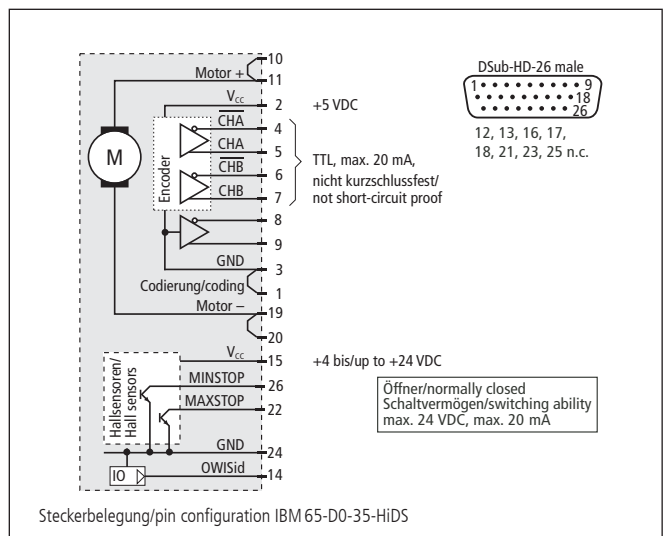 10
Motor +
11
Vcc
2
+5 VDC
CHA
4
CHA
5
CHB
6
CHB
7
TTL, max. 20 mA,
nicht kurzschlussfest/
not short-circuit proof
M
Encoder
8
9
GND
3
Codierung/coding
1
Motor –
19
20
Vcc
15
+4 bis/up to +24 VDC
Hallsensoren/
Hall sensors
MINSTOP
26
MAXSTOP
22
GND
24
IO
OWISid
14
DSub-HD-26 male
1
9
18
26
12, 13, 16, 17,
18, 21, 23, 25 n.c.
Öffner/normally closed
Schaltvermögen/switching ability
max. 24 VDC, max. 20 mA
Steckerbelegung/pin configuration IBM 65-D0-35-HiDS